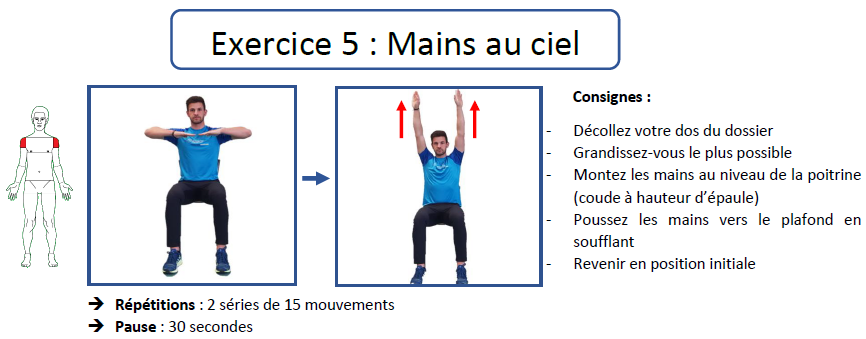 Exercice 5 : Mains au ciel
Consignes :
- Décollez votre dos du dossier
- Grandissez-vous le plus possible
- Montez les mains au niveau de la poitrine
(coude à hauteur d’épaule)
- Poussez les mains vers le plafond en
soufflant
- Revenir en position initiale
➔ Répétitions : 2 séries de 15 mouvements
➔ Pause : 30 secondes